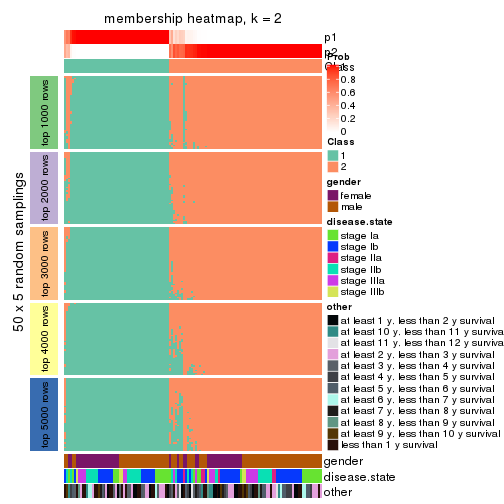 membership heatmap, k = 2
p1
p2
Class
Prob
0.8
0.6
0.4
0.2
0
Class
1
2
gender
female
male
disease.state
stage Ia
stage Ib
stage IIa
stage IIb
stage IIIa
stage IIIb
other
at least 1 y. less than 2 y survival
at least 10 y. less than 11 y surviva
at least 11 y. less than 12 y surviva
at least 2 y. less than 3 y survival
at least 3 y. less than 4 y survival
at least 4 y. less than 5 y survival
at least 5 y. less than 6 y survival
at least 6 y. less than 7 y survival
at least 7 y. less than 8 y survival
at least 8 y. less than 9 y survival
at least 9 y. less than 10 y survival
less than 1 y survival
50 x 5 random samplings
top 1000 rows
top 2000 rows
top 3000 rows
top 4000 rows
top 5000 rows
gender
disease.state
other